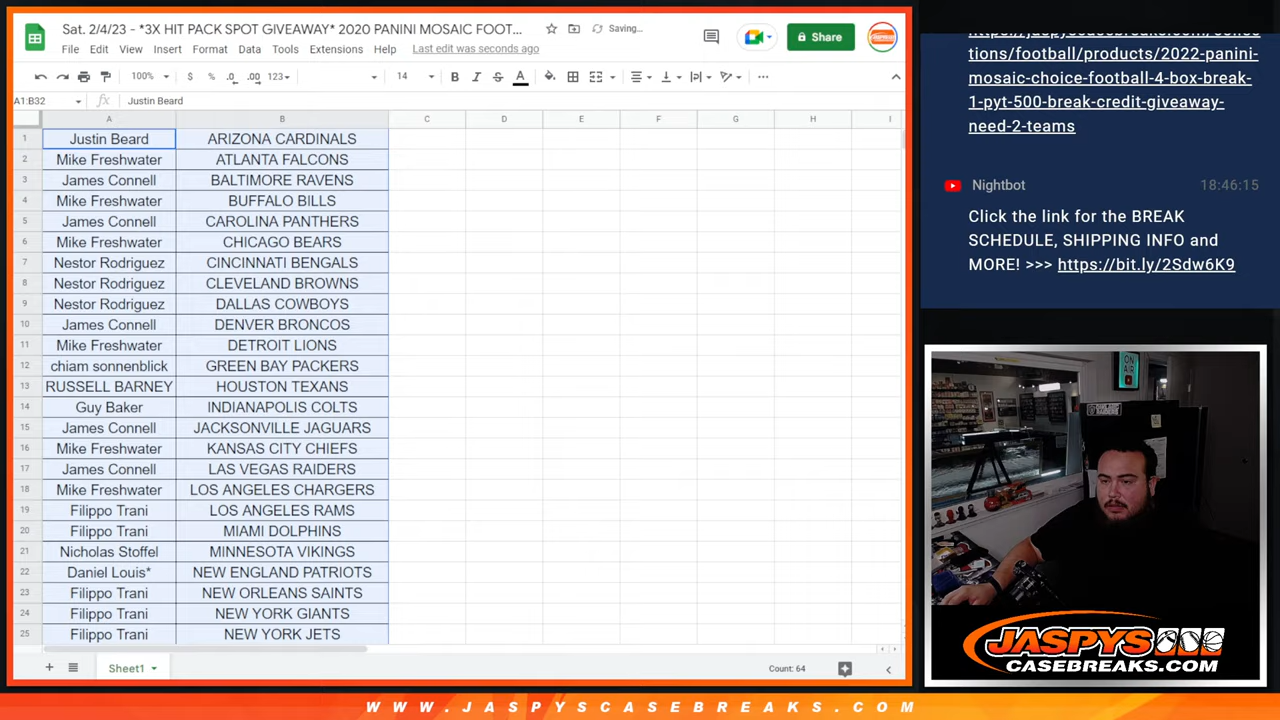 Sat. 2/4/23 - *3X HIT PACK SPOT GIVEAWAY* 2020 PANINI MOSAIC FOOT...
Saving...
Share
File Edit View Insert Format Data Tools Extensions Help Last edit was seconds ago
100% $ % .0 .00 123 14 B I S A
A1:B32 fx Justin Beard
A B C D E F G H I
1 Justin Beard ARIZONA CARDINALS
2 Mike Freshwater ATLANTA FALCONS
3 James Connell BALTIMORE RAVENS
4 Mike Freshwater BUFFALO BILLS
5 James Connell CAROLINA PANTHERS
6 Mike Freshwater CHICAGO BEARS
7 Nestor Rodriguez CINCINNATI BENGALS
8 Nestor Rodriguez CLEVELAND BROWNS
9 Nestor Rodriguez DALLAS COWBOYS
10 James Connell DENVER BRONCOS
11 Mike Freshwater DETROIT LIONS
12 chiam sonnenblick GREEN BAY PACKERS
13 RUSSELL BARNEY HOUSTON TEXANS
14 Guy Baker INDIANAPOLIS COLTS
15 James Connell JACKSONVILLE JAGUARS
16 Mike Freshwater KANSAS CITY CHIEFS
17 James Connell LAS VEGAS RAIDERS
18 Mike Freshwater LOS ANGELES CHARGERS
19 Filippo Trani LOS ANGELES RAMS
20 Filippo Trani MIAMI DOLPHINS
21 Nicholas Stoffel MINNESOTA VIKINGS
22 Daniel Louis* NEW ENGLAND PATRIOTS
23 Filippo Trani NEW ORLEANS SAINTS
24 Filippo Trani NEW YORK GIANTS
25 Filippo Trani NEW YORK JETS
Sheet1
Count: 64
tions/football/products/2022-panini-
mosaic-choice-football-4-box-break-
1-pyt-500-break-credit-giveaway-
need-2-teams
Nightbot 18:46:15
Click the link for the BREAK
SCHEDULE, SHIPPING INFO and
MORE! >>> https://bit.ly/2Sdw6K9
ON
AIR
JASPYS
CASEBREAKS.COM
WWW.JASPYSCASEBREAKS.COM